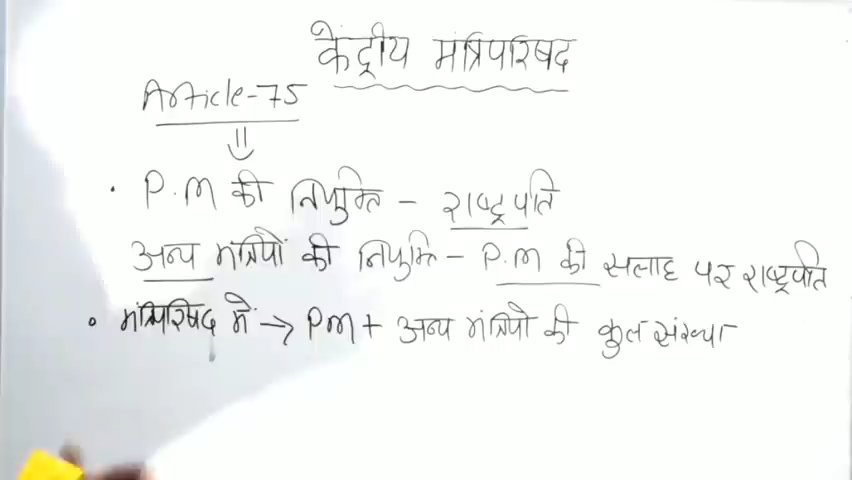 केंद्रीय मंत्रिपरिषद
Article-75
⇓
• P.M की नियुक्ति - राष्ट्रपति
अन्य मंत्रियों की नियुक्ति - P.M की सलाह पर राष्ट्रपति
• मंत्रिपरिषद में → PM + अन्य मंत्रियों की कुल संख्या